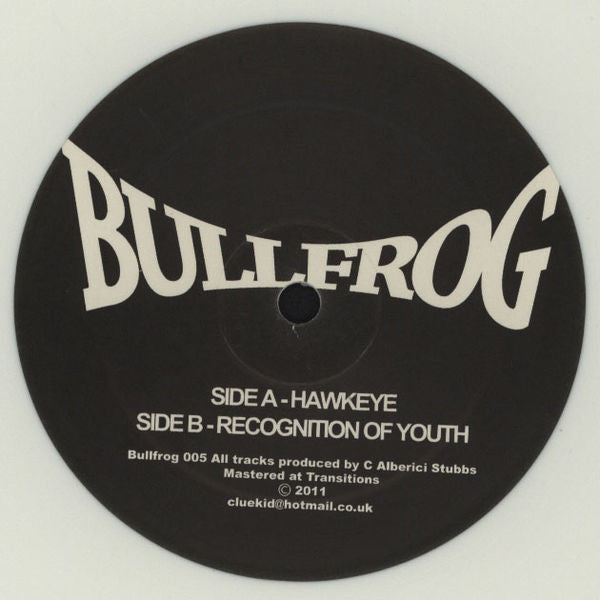 BULLFROG
SIDE A - HAWKEYE
SIDE B - RECOGNITION OF YOUTH
Bullfrog 005 All tracks produced by C Alberici Stubbs
Mastered at Transitions
© 2011
cluekid@hotmail.co.uk